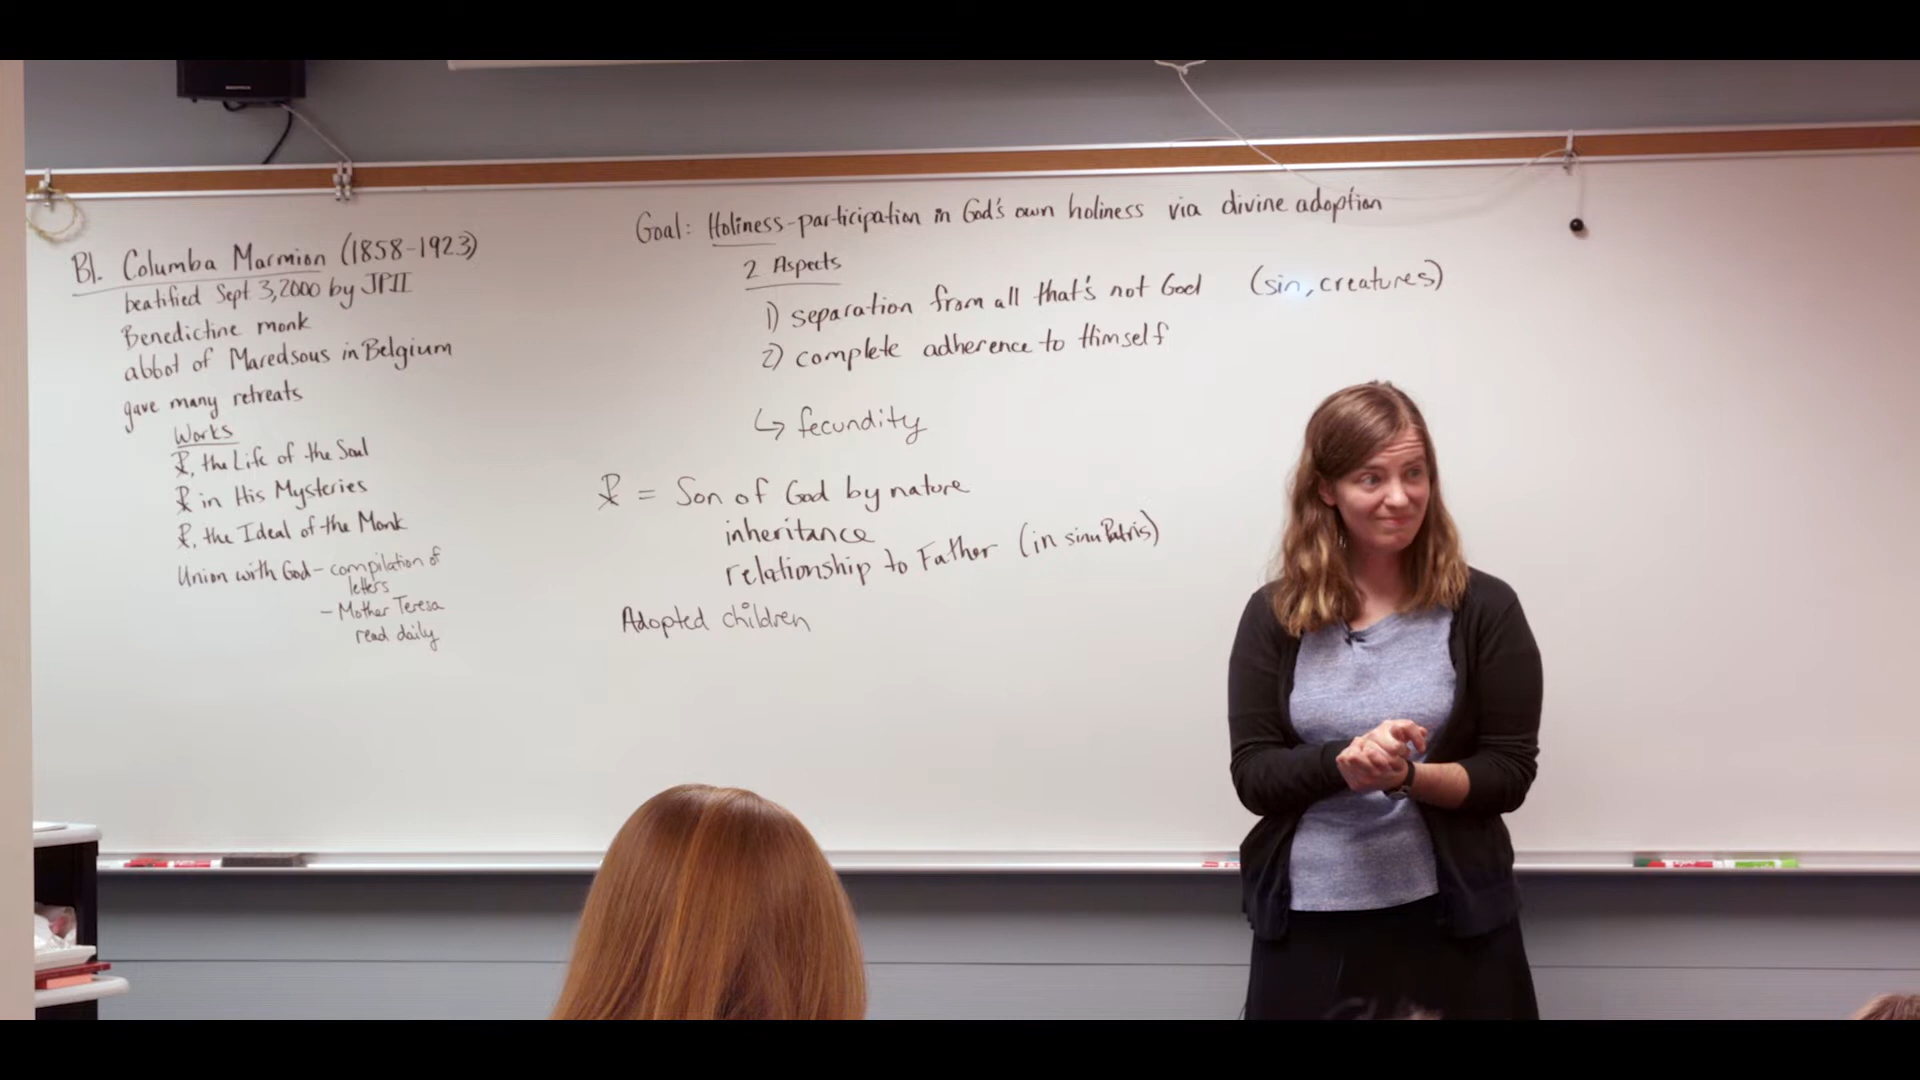 Bl. Columba Marmion (1858-1923)
beatified Sept 3, 2000 by JPII
Benedictine monk
abbot of Maredsous in Belgium
gave many retreats
Works
☧, the Life of the Soul
☧ in His Mysteries
☧, the Ideal of the Monk
Union with God - compilation of
letters
- Mother Teresa
read daily
Goal: Holiness - participation in God's own holiness via divine adoption
2 Aspects
1) separation from all that's not God (sin, creatures)
2) complete adherence to Himself
↳ fecundity
☧ = Son of God by nature
inheritance
relationship to Father (in sinu Patris)
Adopted children